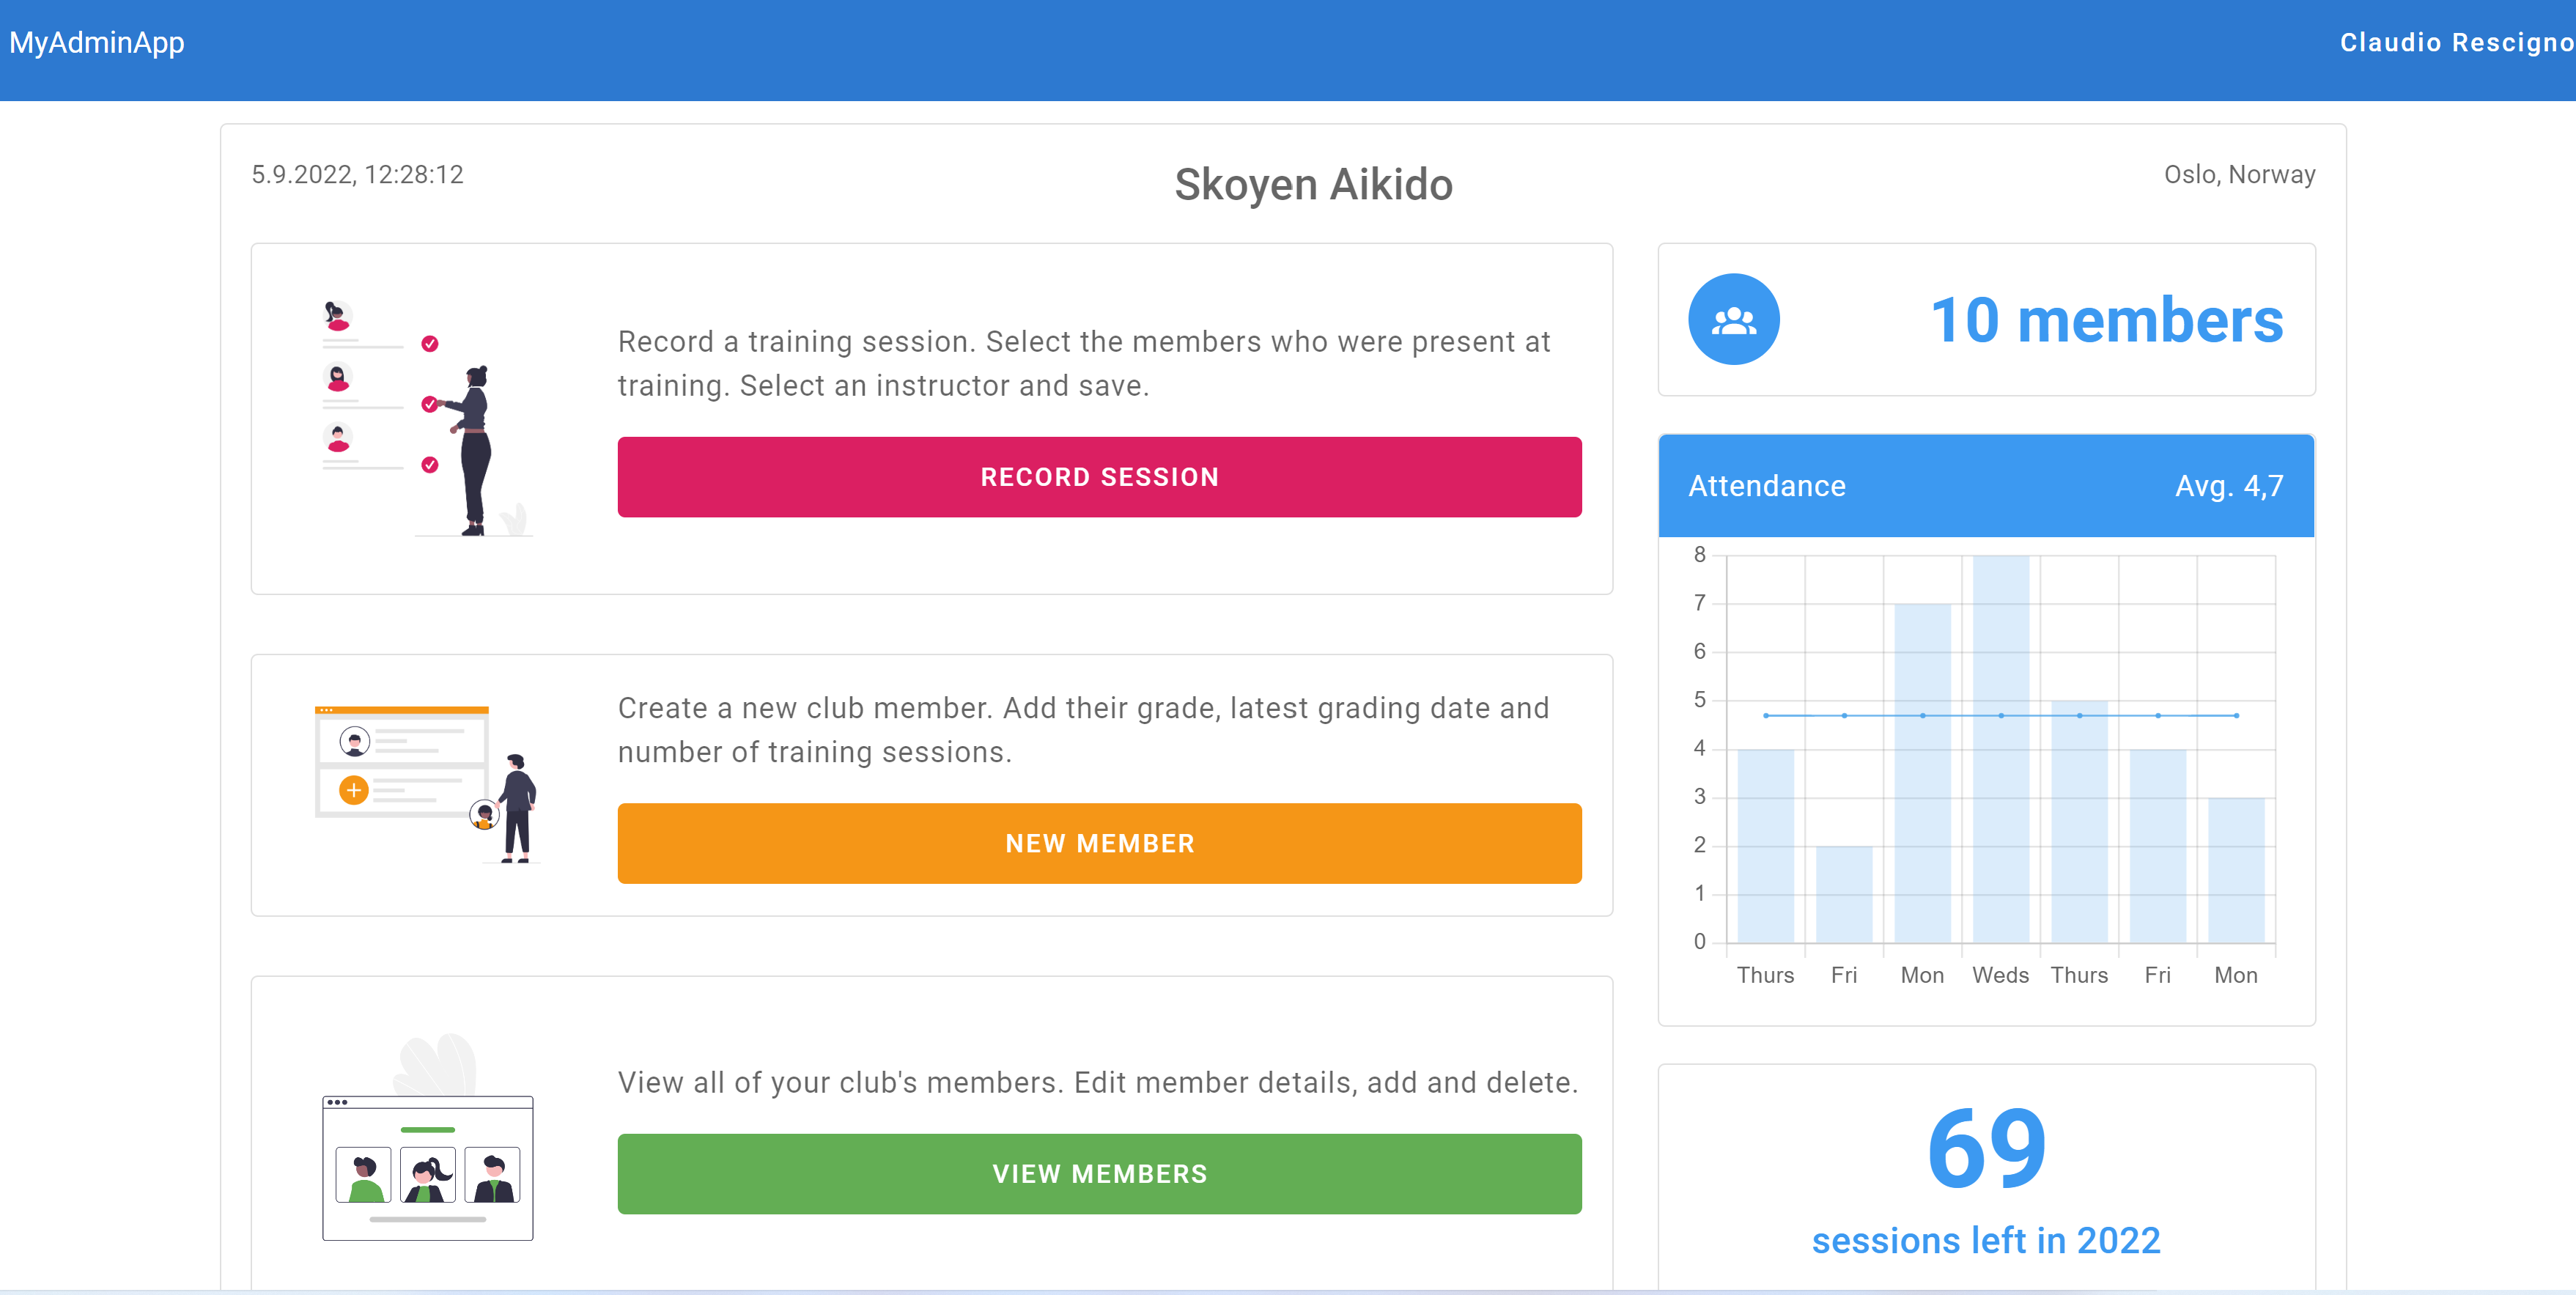 MyAdminApp
Claudio Rescigno
5.9.2022, 12:28:12
Skoyen Aikido
Oslo, Norway
Record a training session. Select the members who were present at
training. Select an instructor and save.
RECORD SESSION
Create a new club member. Add their grade, latest grading date and
number of training sessions.
NEW MEMBER
View all of your club's members. Edit member details, add and delete.
VIEW MEMBERS
10 members
Attendance
Avg. 4,7
8
7
6
5
4
3
2
1
0
Thurs Fri Mon Weds Thurs Fri Mon
69
sessions left in 2022